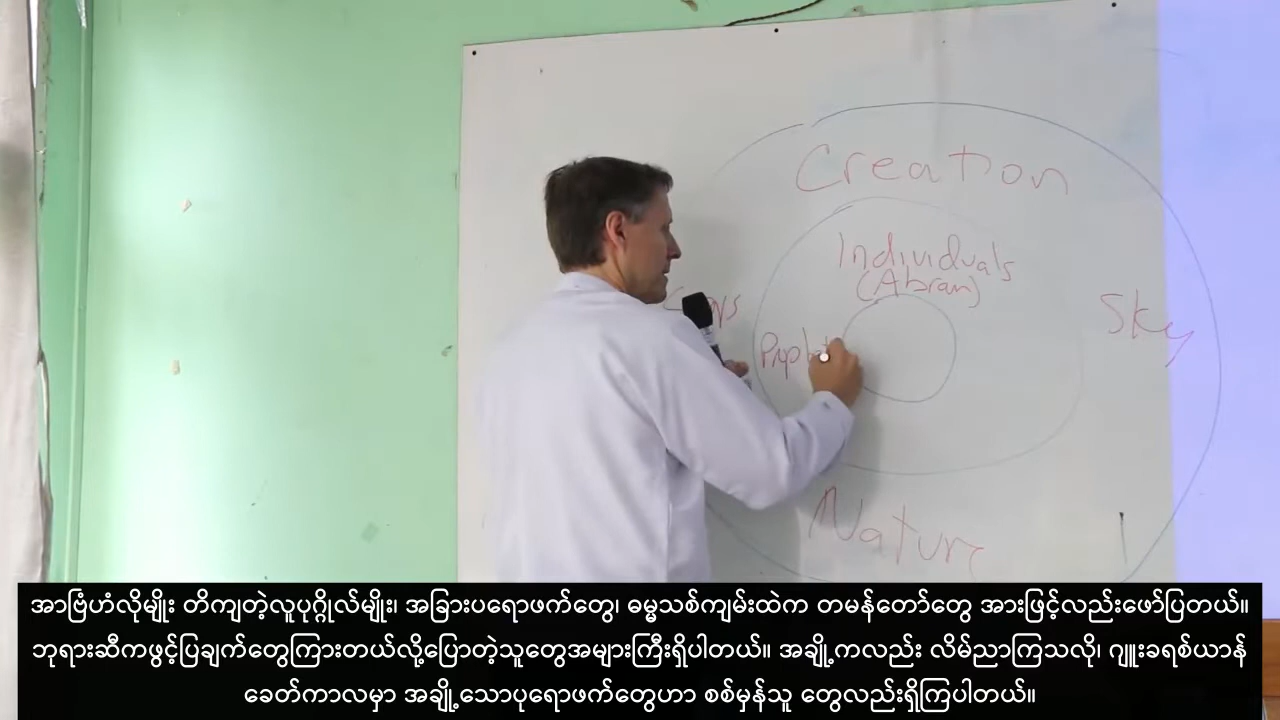 Creation
Individuals
(Abram)
Sky
Nature
အာဗြံဟံလိုမျိုး တိကျတဲ့လူပုဂ္ဂိုလ်မျိုး၊ အခြားပရောဖက်တွေ၊ ဓမ္မသစ်ကျမ်းထဲက တမန်တော်တွေ အားဖြင့်လည်းဖော်ပြတယ်။
ဘုရားဆီကဖွင့်ပြချက်တွေကြားတယ်လို့ပြောတဲ့သူတွေအများကြီးရှိပါတယ်။ အချို့ကလည်း လိမ်ညာကြသလို၊ ဂျူးခရစ်ယာန်
ခေတ်ကာလမှာ အချို့သောပုရောဖက်တွေဟာ စစ်မှန်သူ တွေလည်းရှိကြပါတယ်။